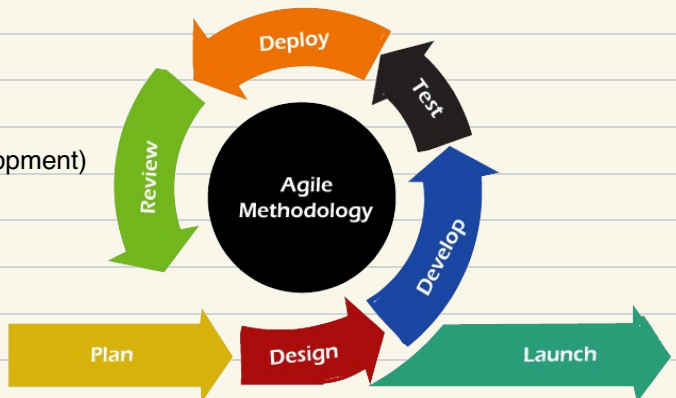 Deploy
Test
opment)
Review
Agile
Methodology
Develop
Plan
Design
Launch